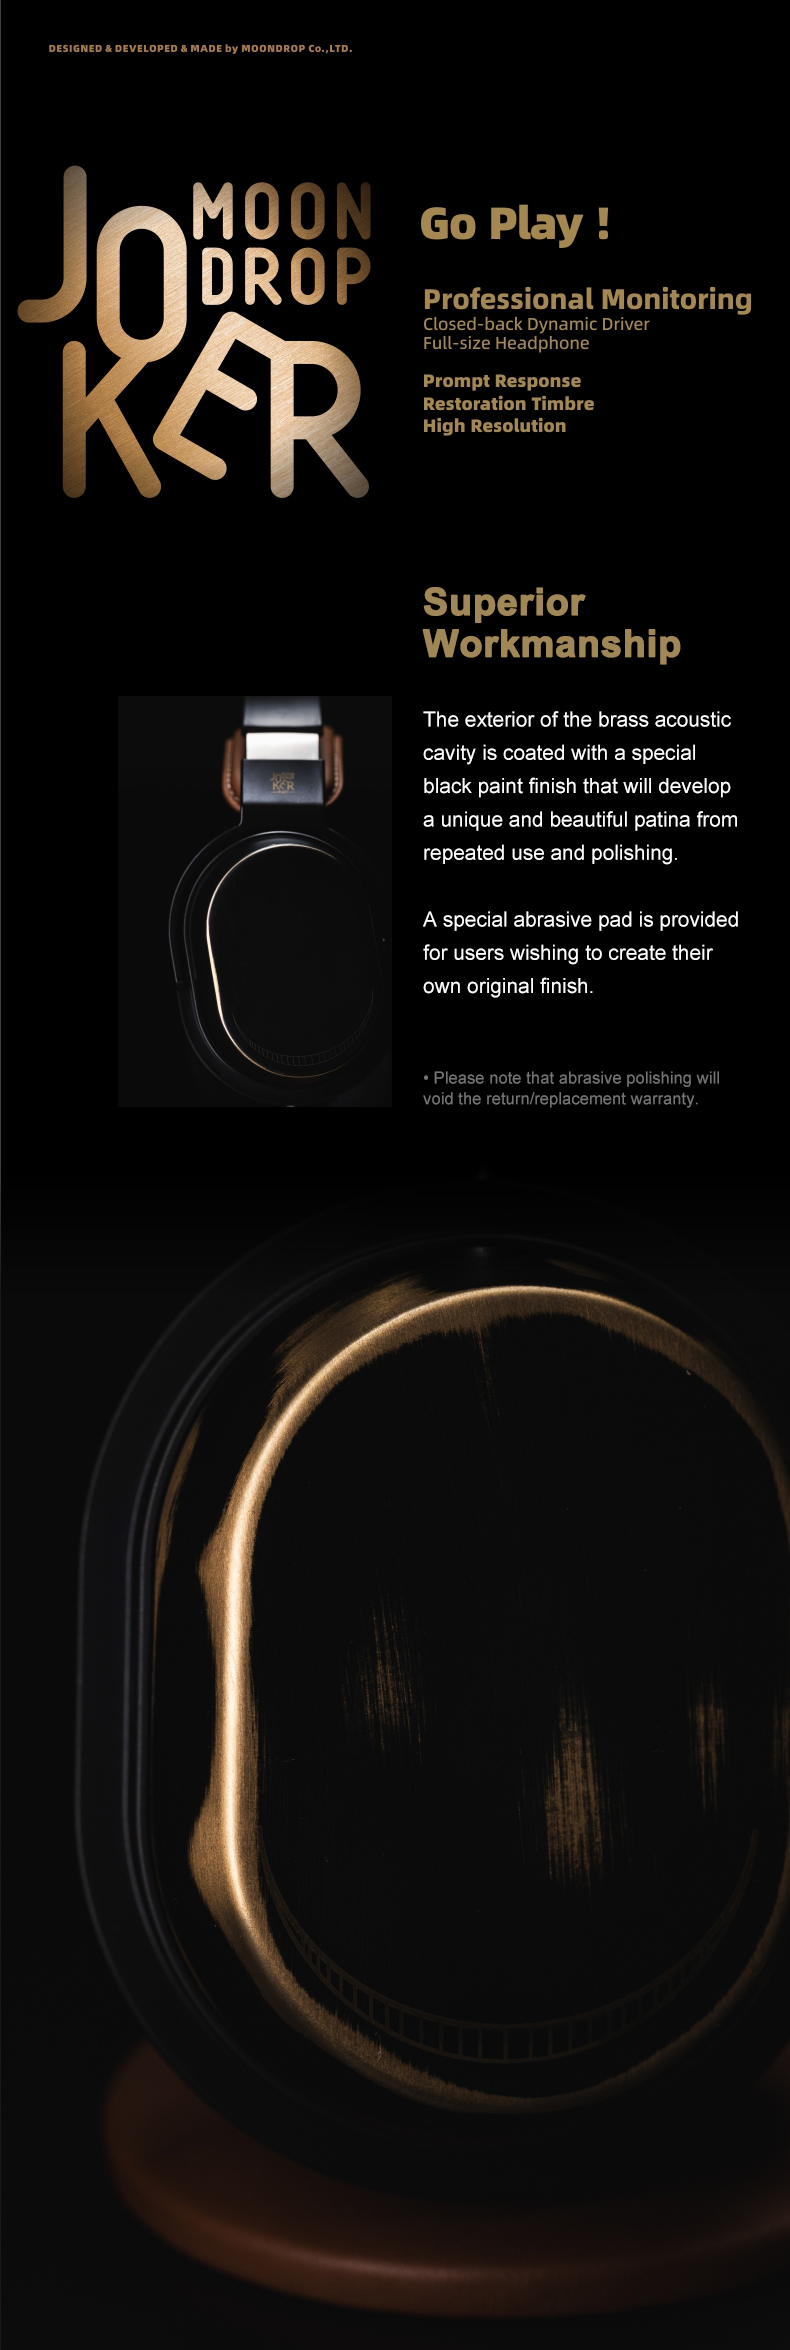 DESIGNED & DEVELOPED & MADE by MOONDROP Co.,LTD.
JOKER
MOON
DROP
Go Play !
Professional Monitoring
Closed-back Dynamic Driver
Full-size Headphone
Prompt Response
Restoration Timbre
High Resolution
Superior
Workmanship
JOKER
The exterior of the brass acoustic
cavity is coated with a special
black paint finish that will develop
a unique and beautiful patina from
repeated use and polishing.
A special abrasive pad is provided
for users wishing to create their
own original finish.
• Please note that abrasive polishing will
void the return/replacement warranty.